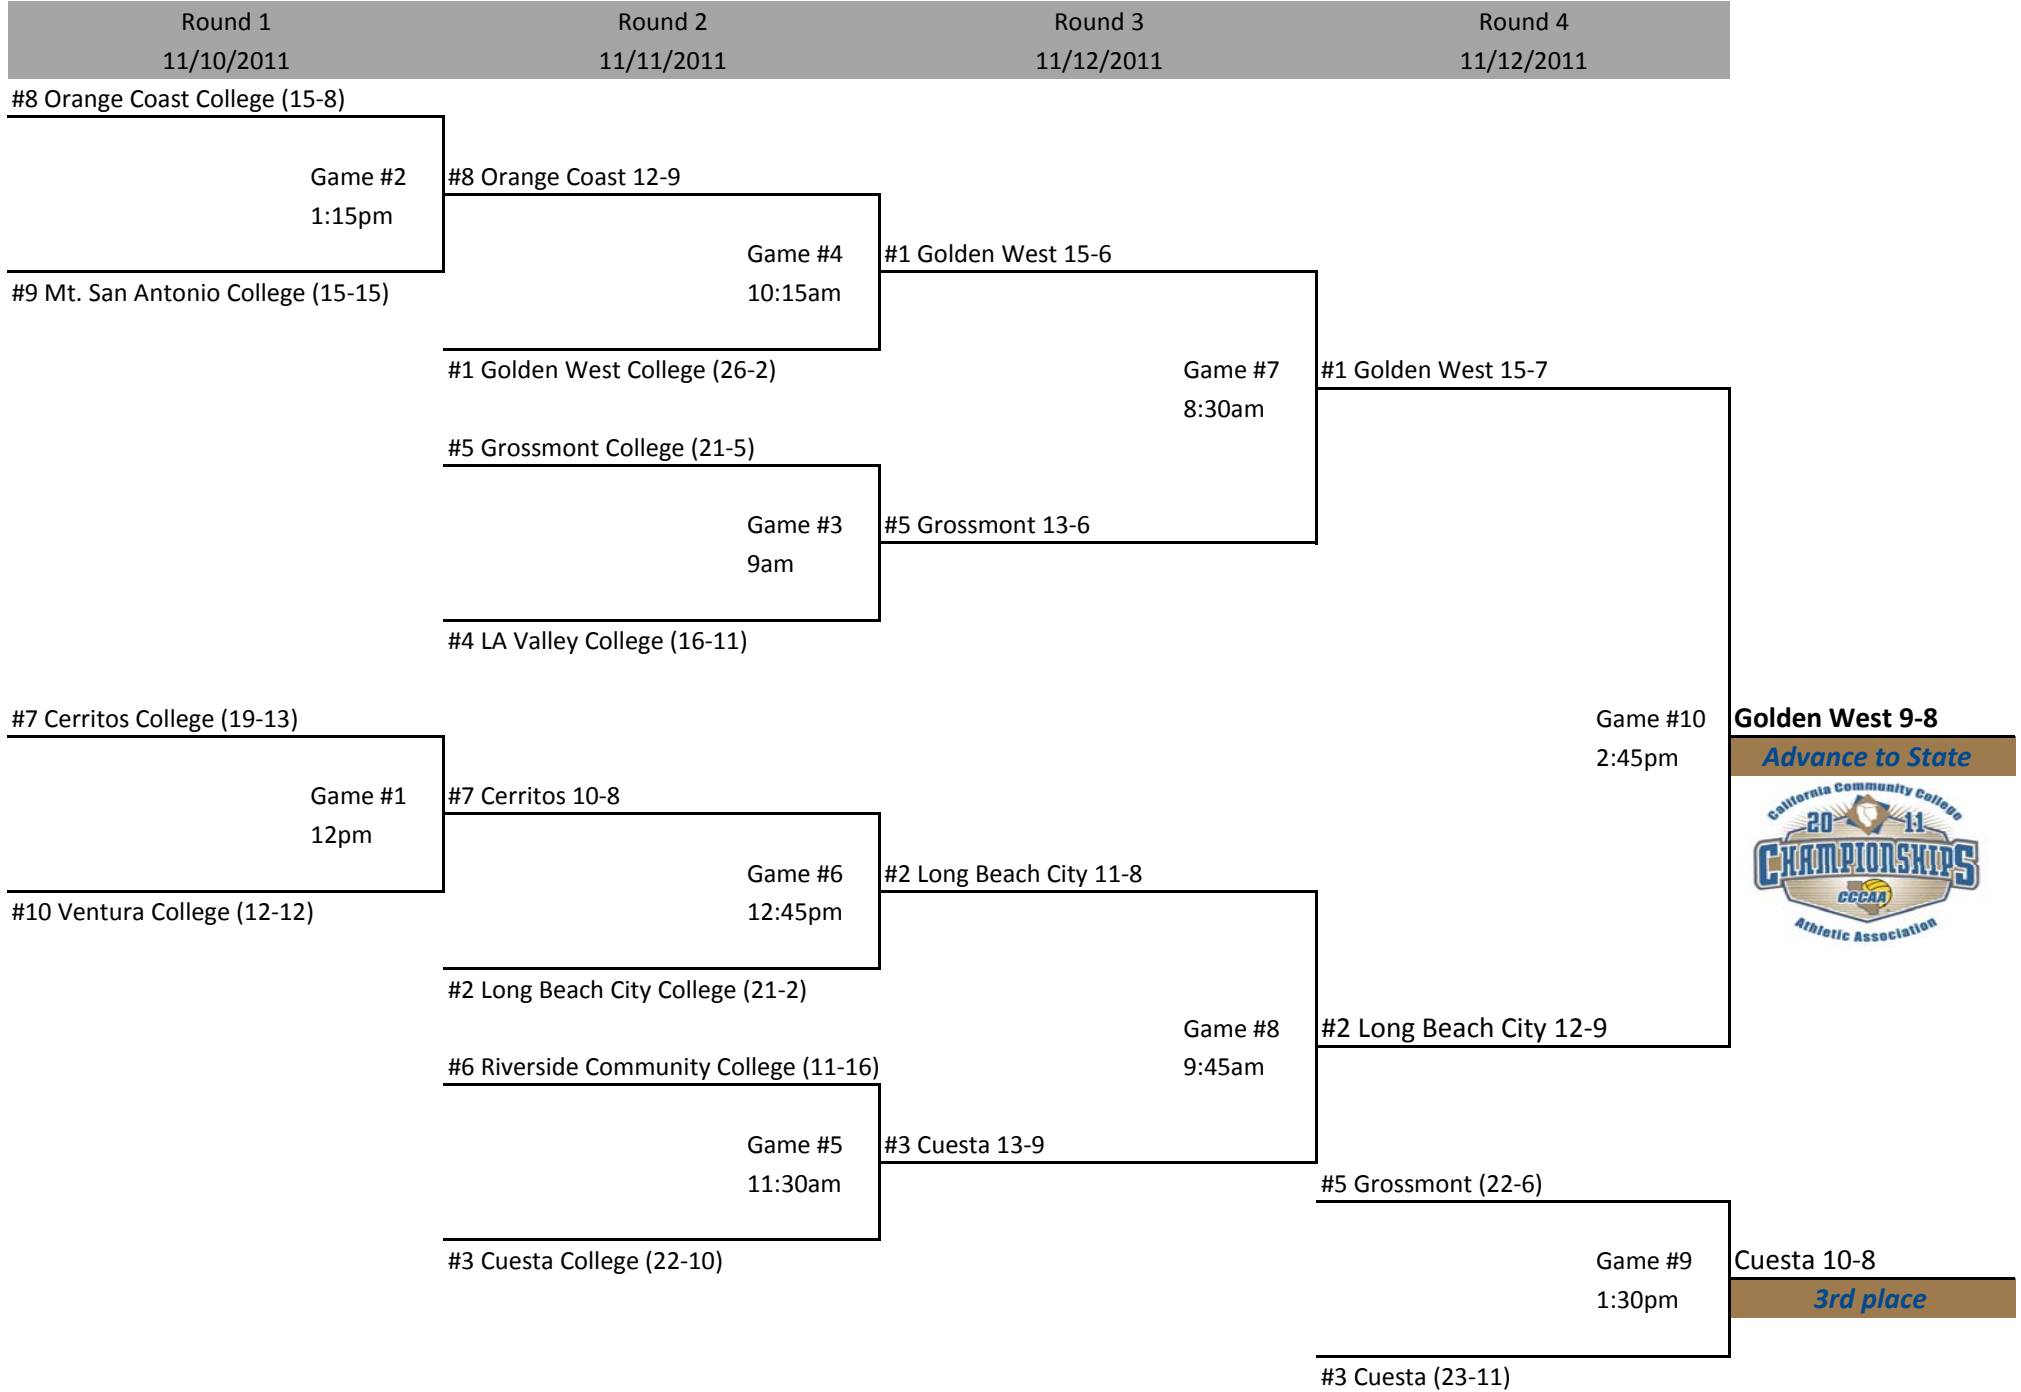 Round 1 Round 2 Round 3 Round 4
11/10/2011 11/11/2011 11/12/2011 11/12/2011
#8 Orange Coast College (15-8)
Game #2 #8 Orange Coast 12-9
1:15pm
Game #4 #1 Golden West 15-6
#9 Mt. San Antonio College (15-15) 10:15am
#1 Golden West College (26-2) Game #7 #1 Golden West 15-7
8:30am
#5 Grossmont College (21-5)
Game #3 #5 Grossmont 13-6
9am
#4 LA Valley College (16-11)
#7 Cerritos College (19-13) Game #10 Golden West 9-8
2:45pm Advance to State
Game #1 #7 Cerritos 10-8
12pm
California Community College
20 11
CHAMPIONSHIPS
CCCAA
Athletic Association
Game #6 #2 Long Beach City 11-8
#10 Ventura College (12-12) 12:45pm
#2 Long Beach City College (21-2)
Game #8 #2 Long Beach City 12-9
#6 Riverside Community College (11-16) 9:45am
Game #5 #3 Cuesta 13-9
11:30am #5 Grossmont (22-6)
#3 Cuesta College (22-10) Game #9 Cuesta 10-8
1:30pm 3rd place
#3 Cuesta (23-11)